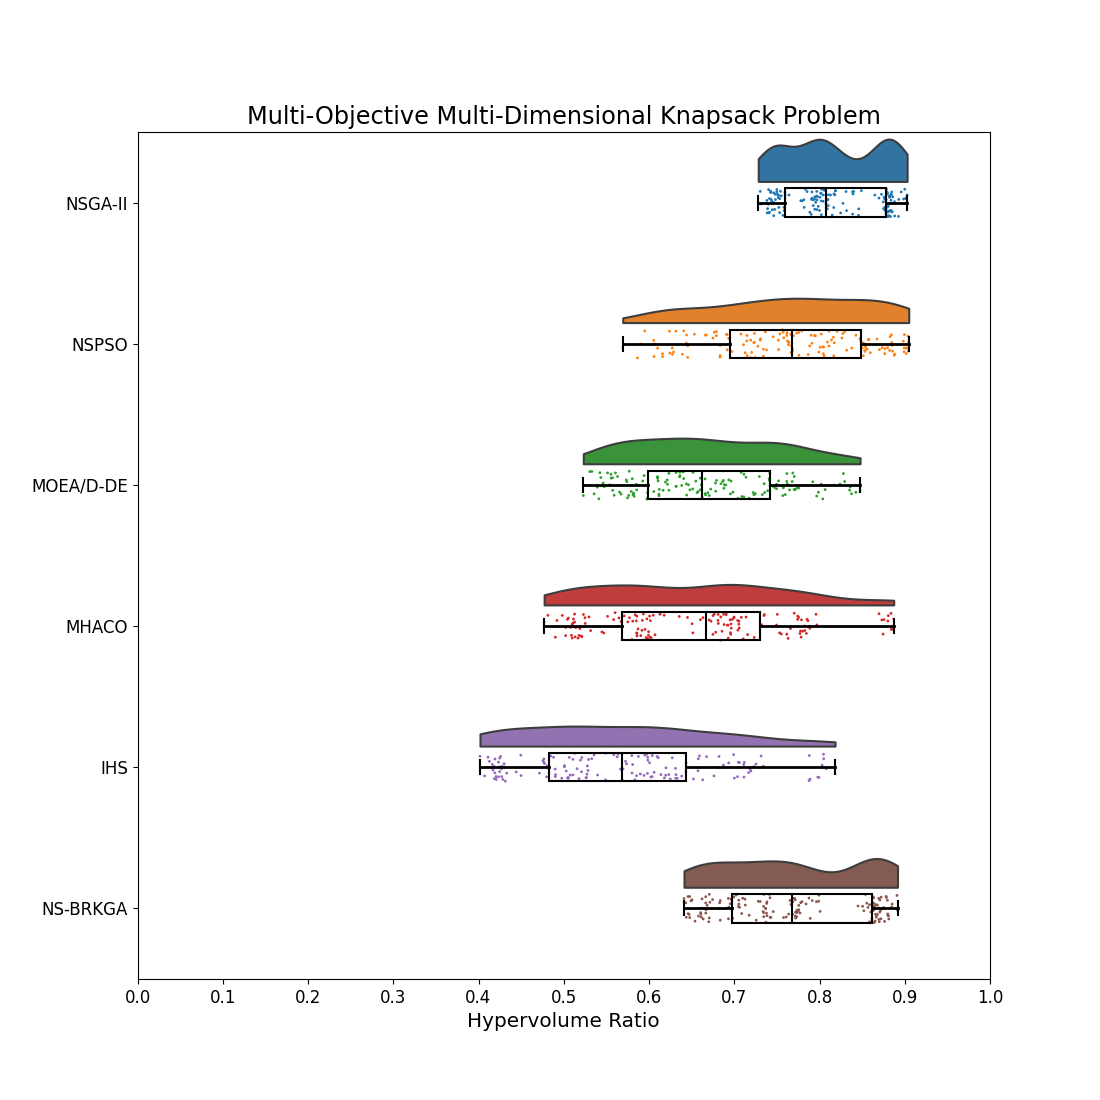 Multi-Objective Multi-Dimensional Knapsack Problem
NSGA-II
NSPSO
MOEA/D-DE
MHACO
IHS
NS-BRKGA
0.0 0.1 0.2 0.3 0.4 0.5 0.6 0.7 0.8 0.9 1.0
Hypervolume Ratio